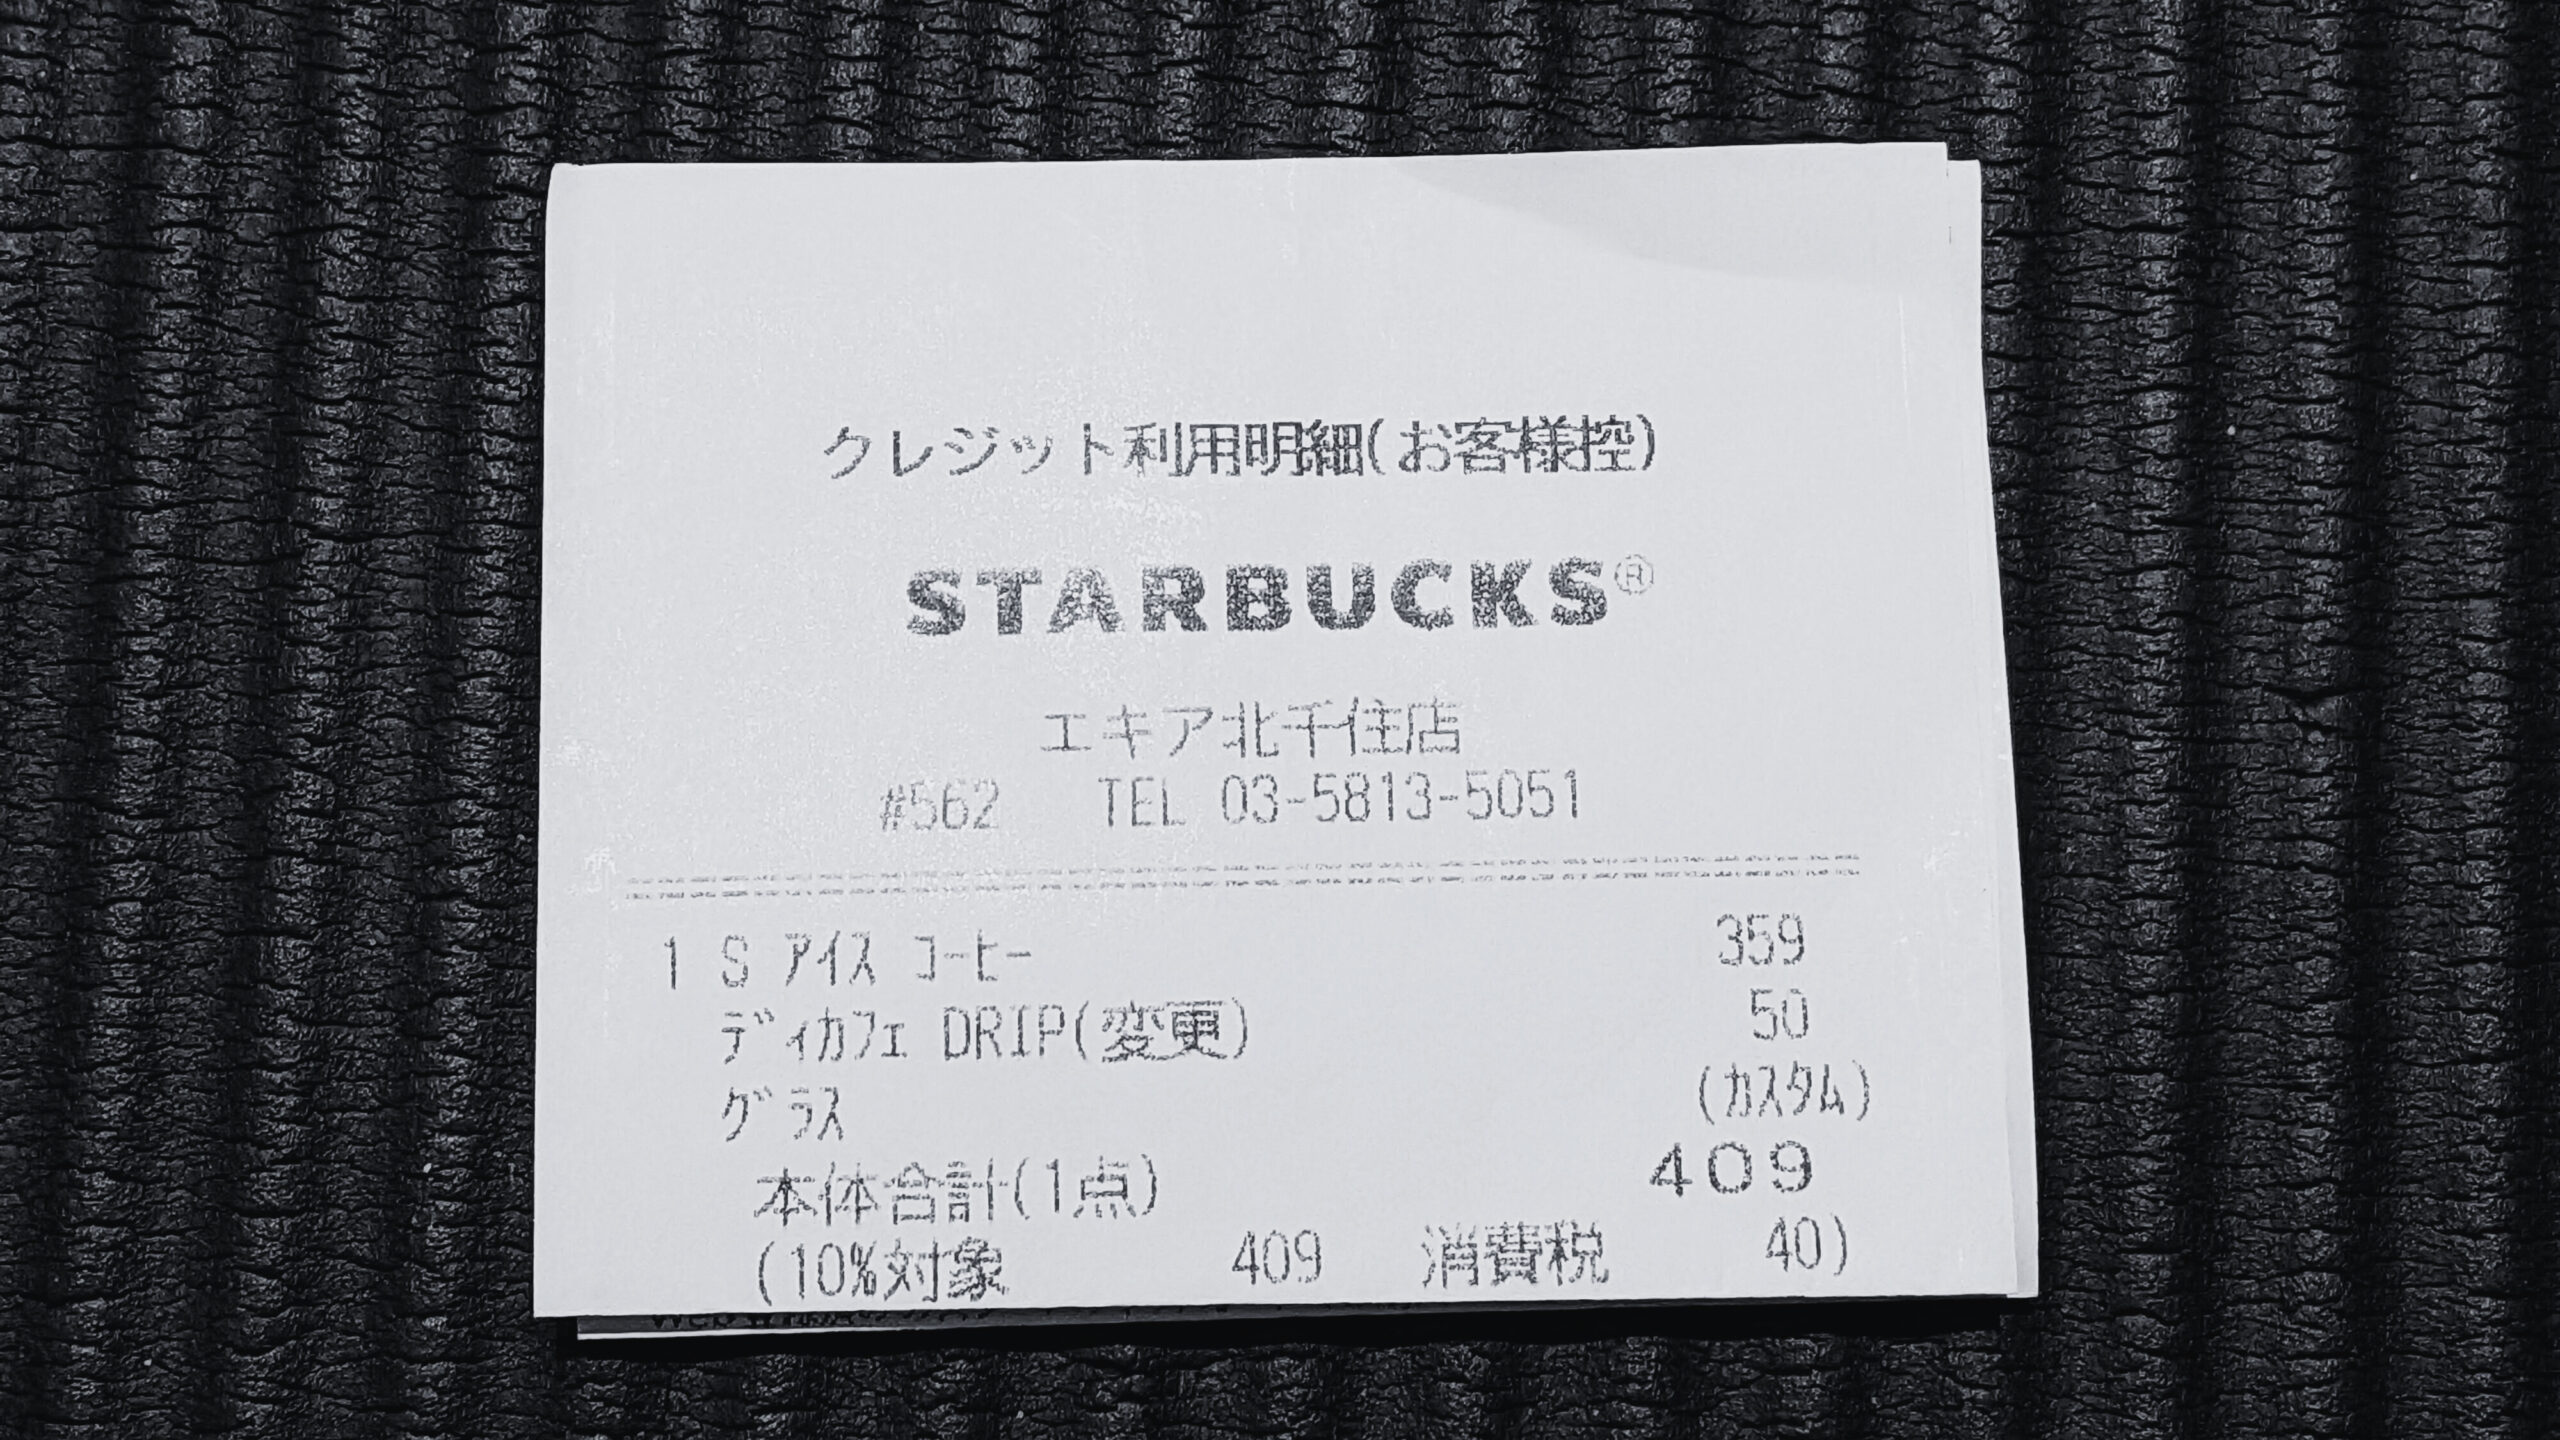 クレジット利用明細(お客様控)
STARBUCKS®
エキア北千住店
#562 TEL 03-5813-5051
1 S アイス コーヒー 359
ディカフェ DRIP(変更) 50
グラス (カスタム)
本体合計(1点) 409
(10%対象 409 消費税 40)